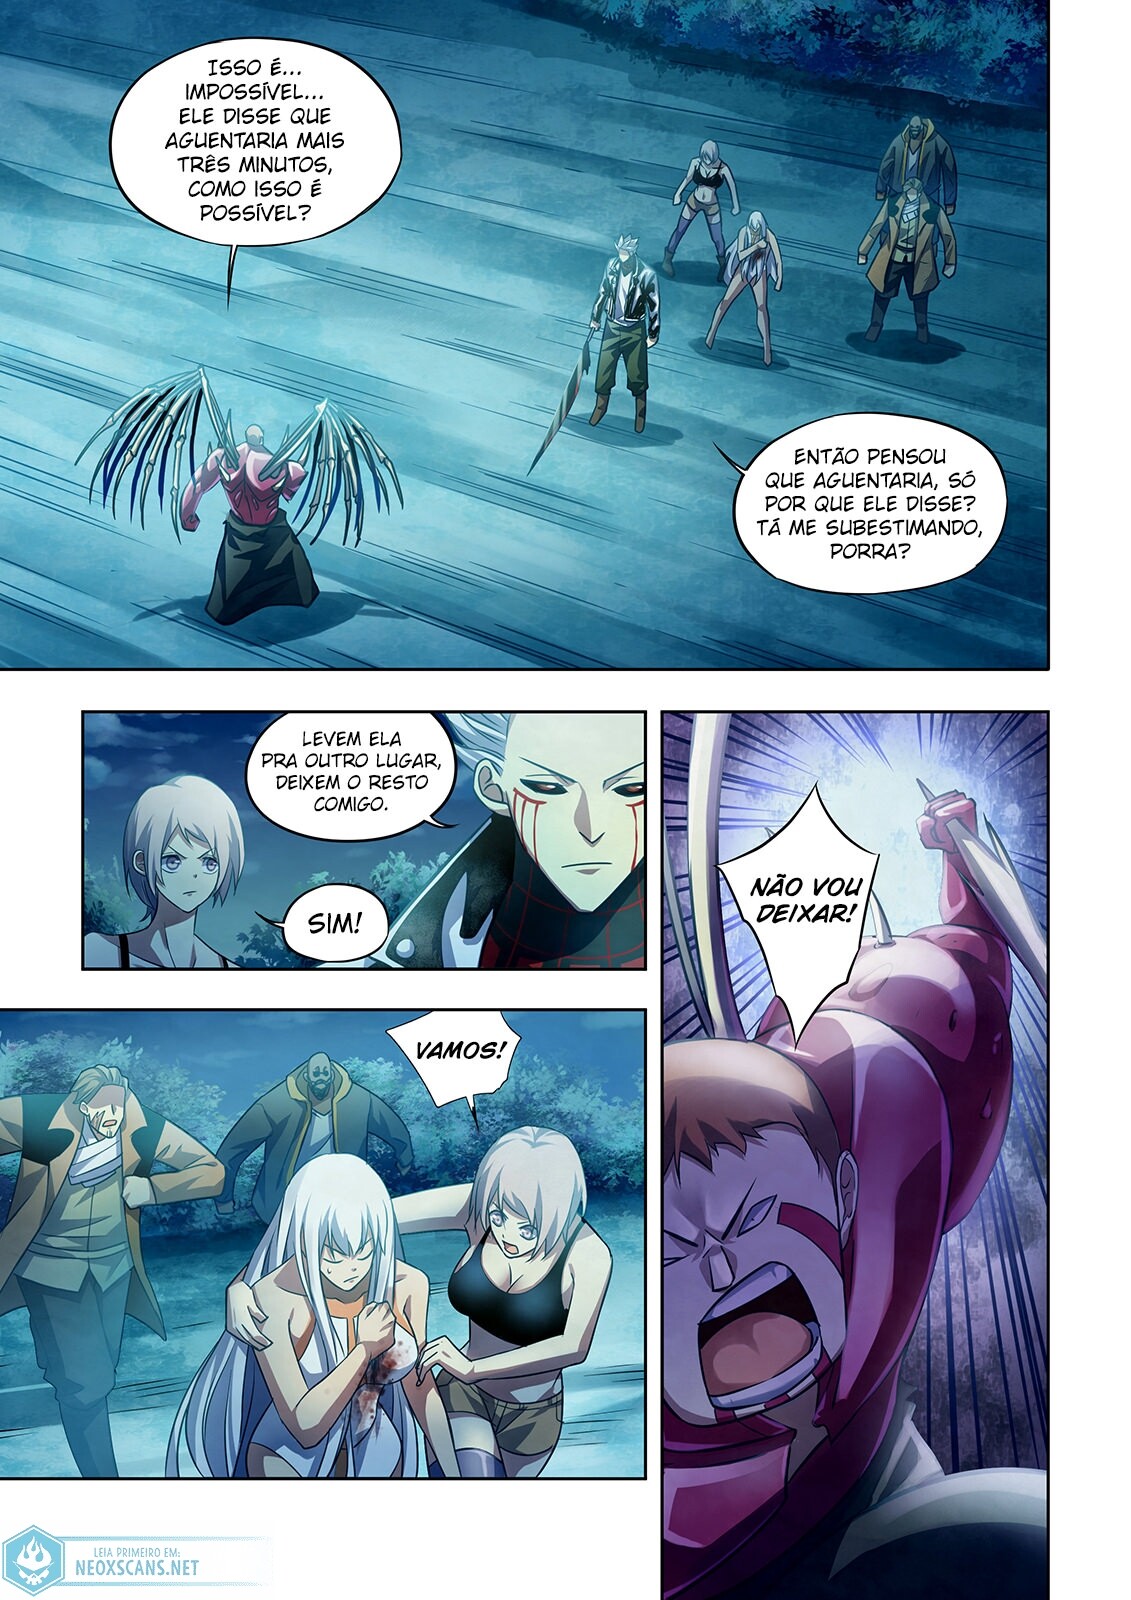 ISSO É...
IMPOSSÍVEL...
ELE DISSE QUE
AGUENTARIA MAIS
TRÊS MINUTOS,
COMO ISSO É
POSSÍVEL?
ENTÃO PENSOU
QUE AGUENTARIA, SÓ
POR QUE ELE DISSE?
TÁ ME SUBESTIMANDO,
PORRA?
LEVEM ELA
PRA OUTRO LUGAR,
DEIXEM O RESTO
COMIGO.
SIM!
NÃO VOU
DEIXAR!
VAMOS!
LEIA PRIMEIRO EM:
NEOXSCANS.NET